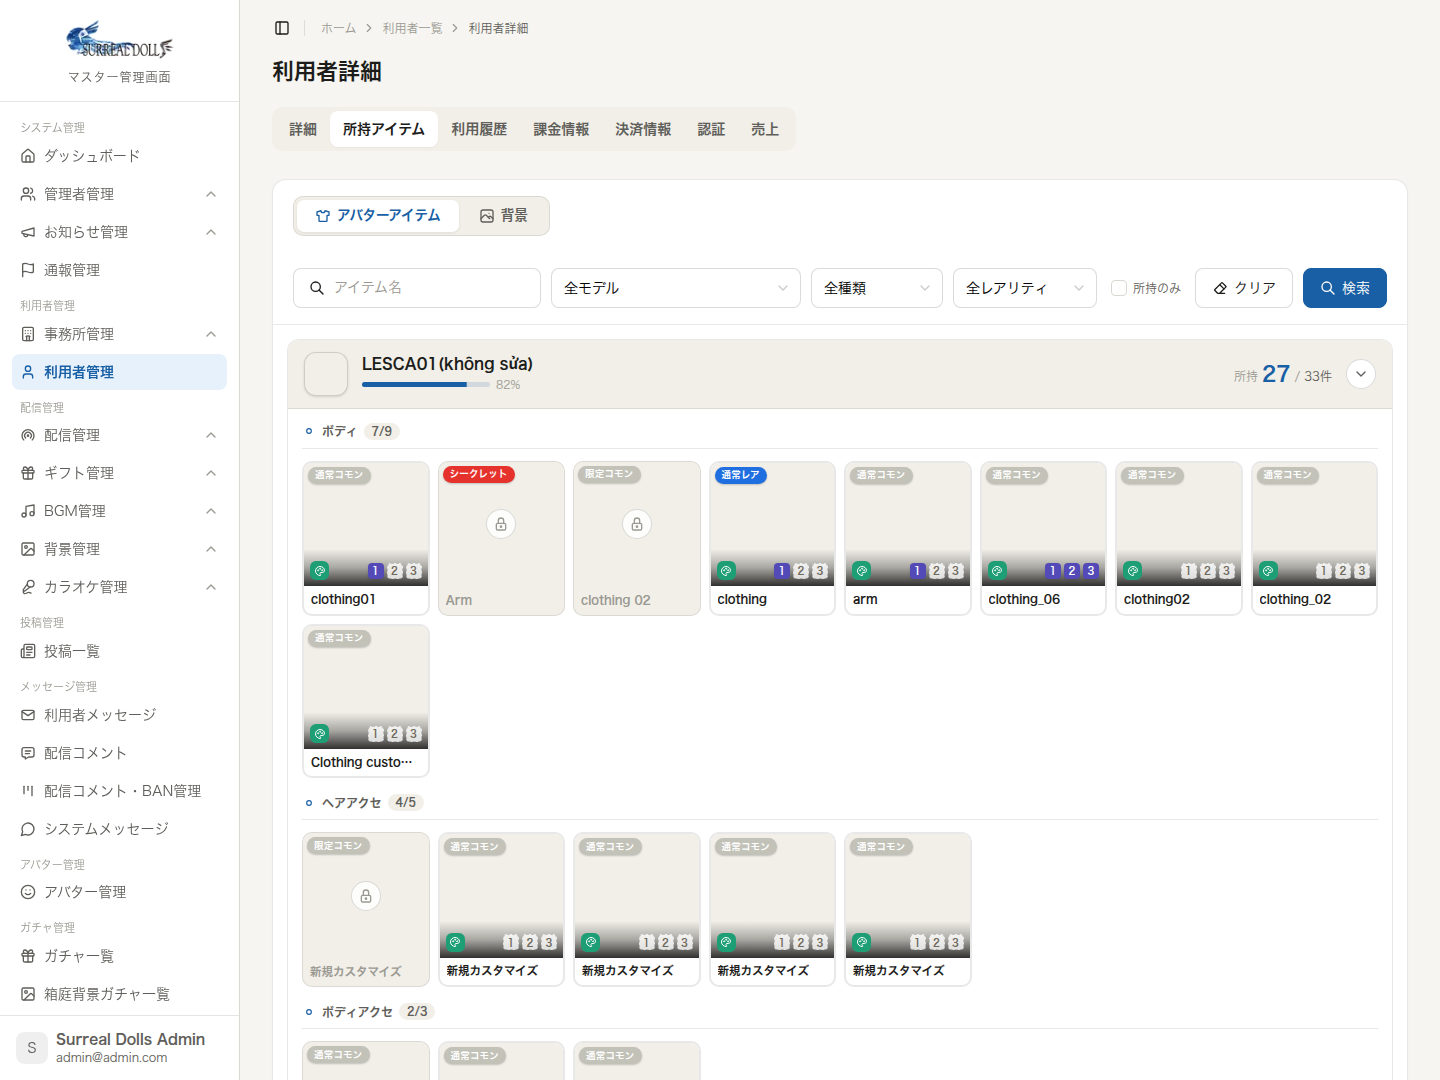 SURREAL DOLL
マスター管理画面
システム管理
ダッシュボード
管理者管理
お知らせ管理
通報管理
利用者管理
事務所管理
利用者管理
配信管理
配信管理
ギフト管理
BGM管理
背景管理
カラオケ管理
投稿管理
投稿一覧
メッセージ管理
利用者メッセージ
配信コメント
配信コメント・BAN管理
システムメッセージ
アバター管理
アバター管理
ガチャ管理
ガチャ一覧
箱庭背景ガチャ一覧
S
Surreal Dolls Admin
admin@admin.com
ホーム 利用者一覧 利用者詳細
利用者詳細
詳細 所持アイテム 利用履歴 課金情報 決済情報 認証 売上
アバターアイテム 背景
アイテム名 全モデル 全種類 全レアリティ 所持のみ クリア 検索
LESCA01(không sửa)
82%
所持 27 / 33件
ボディ 7/9
通常コモン シークレット 限定コモン 通常レア 通常コモン 通常コモン 通常コモン 通常コモン
1 2 3 1 2 3 1 2 3 1 2 3 1 2 3 1 2 3
clothing01 Arm clothing 02 clothing arm clothing_06 clothing02 clothing_02
通常コモン
1 2 3
Clothing custo…
ヘアアクセ 4/5
限定コモン 通常コモン 通常コモン 通常コモン 通常コモン
1 2 3 1 2 3 1 2 3 1 2 3
新規カスタマイズ 新規カスタマイズ 新規カスタマイズ 新規カスタマイズ 新規カスタマイズ
ボディアクセ 2/3
通常コモン 通常コモン 通常コモン